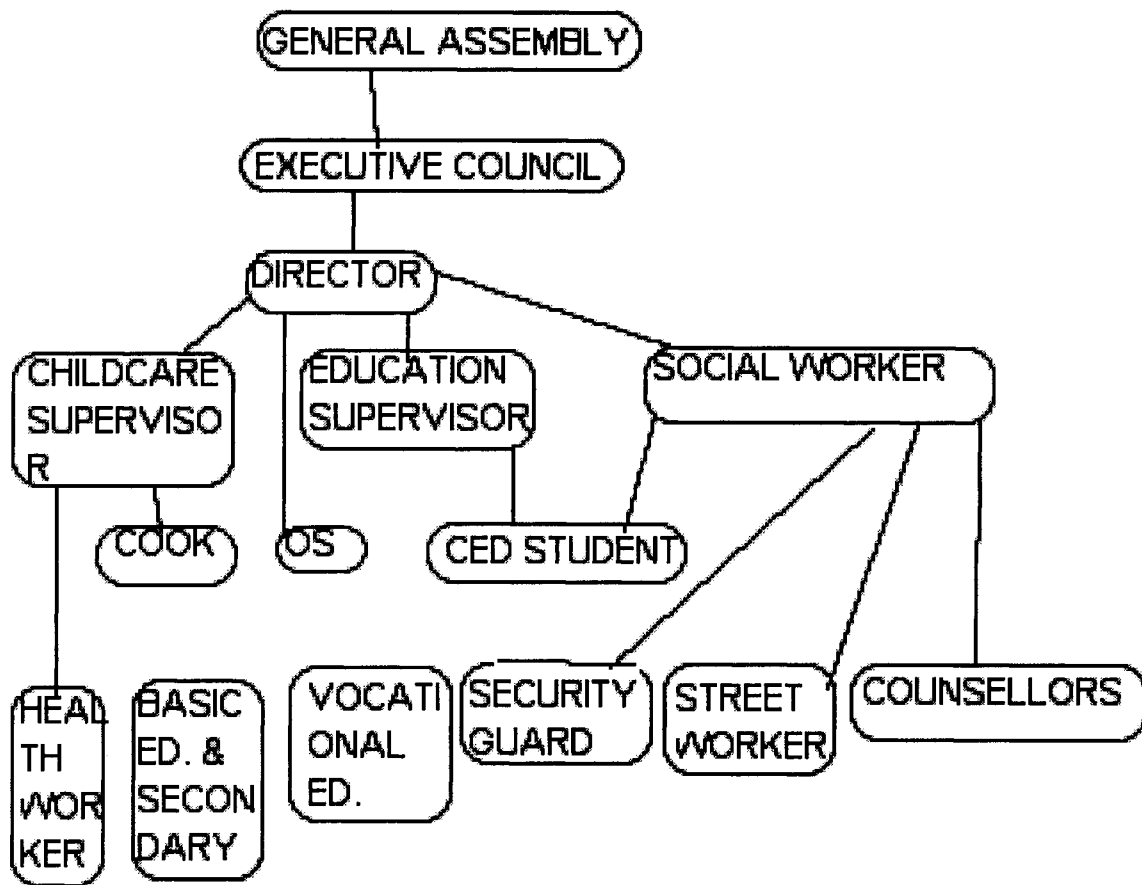 GENERAL ASSEMBLY
EXECUTIVE COUNCIL
DIRECTOR
CHILDCARE
SUPERVISO
R
EDUCATION
SUPERVISOR
SOCIAL WORKER
COOK
OS
CED STUDENT
HEAL
TH
WOR
KER
BASIC
ED. &
SECON
DARY
VOCATI
ONAL
ED.
SECURITY
GUARD
STREET
WORKER
COUNSELLORS